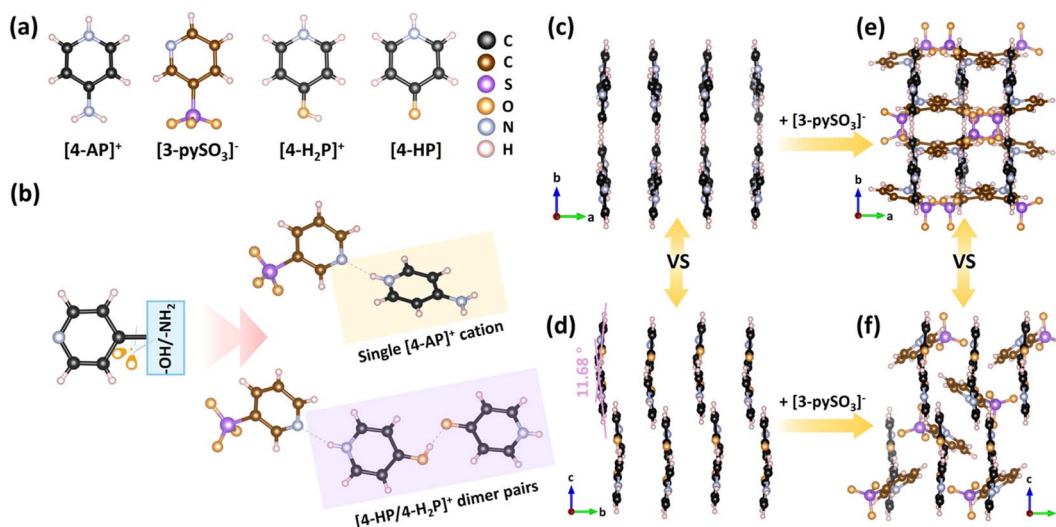 (a)
[4-AP]⁺
[3-pySO₃]⁻
[4-H₂P]⁺
[4-HP]
C
C
S
O
N
H
(b)
-OH/-NH₂
Single [4-AP]⁺ cation
[4-HP/4-H₂P]⁺ dimer pairs
(c)
b
a
+ [3-pySO₃]⁻
(e)
b
a
VS
VS
(d)
11.68°
c
b
+ [3-pySO₃]⁻
(f)
c